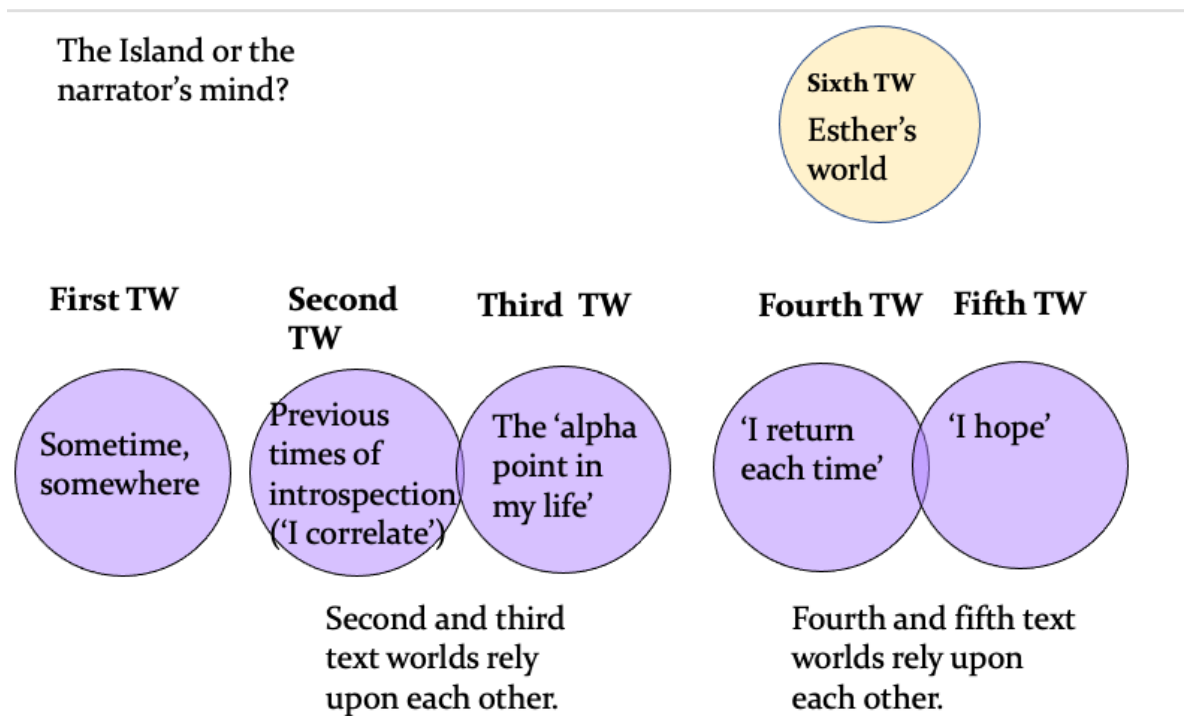 The Island or the
narrator’s mind?
Sixth TW
Esther’s
world
First TW
Second
TW
Third TW
Fourth TW
Fifth TW
Sometime,
somewhere
Previous
times of
introspection
(‘I correlate’)
The ‘alpha
point in
my life’
‘I return
each time’
‘I hope’
Second and third
text worlds rely
upon each other.
Fourth and fifth text
worlds rely upon
each other.